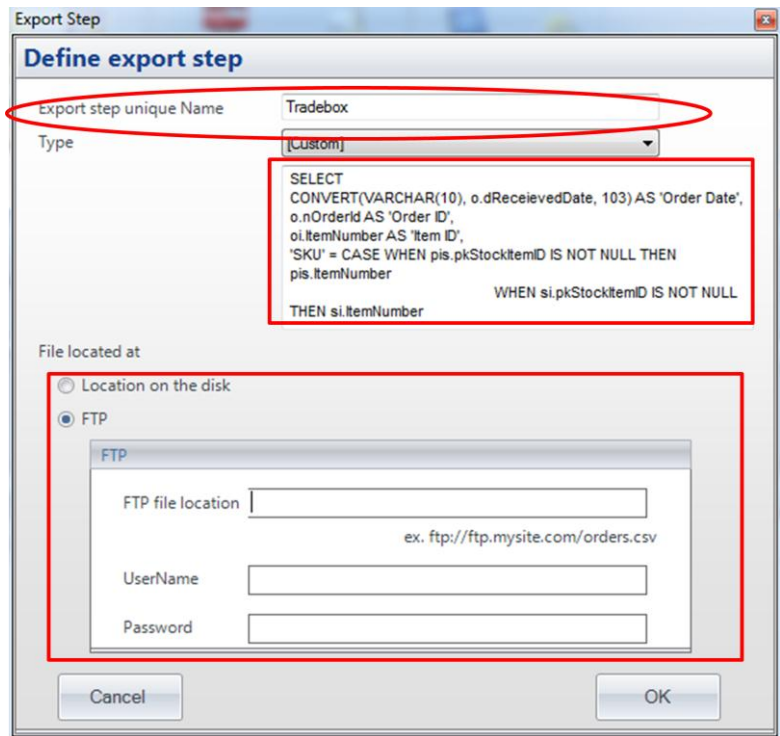 Export Step
Define export step
Export step unique Name Tradebox
Type [Custom]
SELECT
CONVERT(VARCHAR(10), o.dReceievedDate, 103) AS 'Order Date',
o.nOrderId AS 'Order ID',
oi.ItemNumber AS 'Item ID',
'SKU' = CASE WHEN pis.pkStockItemID IS NOT NULL THEN
pis.ItemNumber
WHEN si.pkStockItemID IS NOT NULL
THEN si.ItemNumber
File located at
Location on the disk
FTP
FTP
FTP file location
ex. ftp://ftp.mysite.com/orders.csv
UserName
Password
Cancel OK